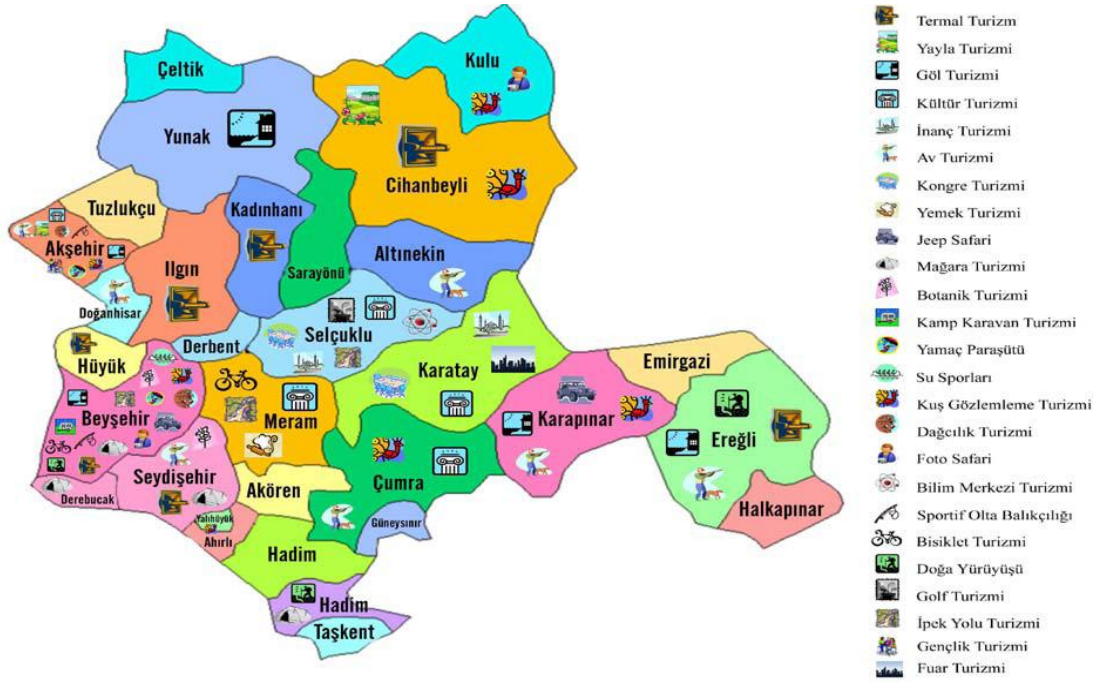 Çeltik
Kulu
Yunak
Cihanbeyli
Tuzlukçu
Kadınhanı
Akşehir
Ilgın
Sarayönü
Altınekin
Doğanhisar
Selçuklu
Derbent
Hüyük
Karatay
Emirgazi
Beyşehir
Meram
Karapınar
Ereğli
Seydişehir
Akören
Çumra
Derebucak
Halkapınar
Yalıhüyük
Güneysınır
Ahırlı
Hadim
Hadim
Taşkent
Termal Turizm
Yayla Turizmi
Göl Turizmi
Kültür Turizmi
İnanç Turizmi
Av Turizmi
Kongre Turizmi
Yemek Turizmi
Jeep Safari
Mağara Turizmi
Botanik Turizmi
Kamp Karavan Turizmi
Yamaç Paraşütü
Su Sporları
Kuş Gözlemleme Turizmi
Dağcılık Turizmi
Foto Safari
Bilim Merkezi Turizmi
Sportif Olta Balıkçılığı
Bisiklet Turizmi
Doğa Yürüyüşü
Golf Turizmi
İpek Yolu Turizmi
Gençlik Turizmi
Fuar Turizmi